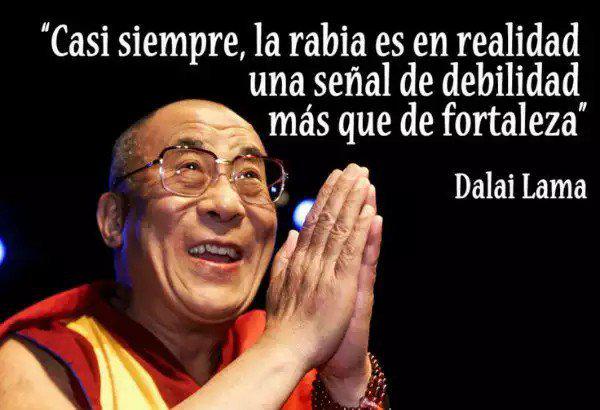 “Casi siempre, la rabia es en realidad
una señal de debilidad
más que de fortaleza”
Dalai Lama